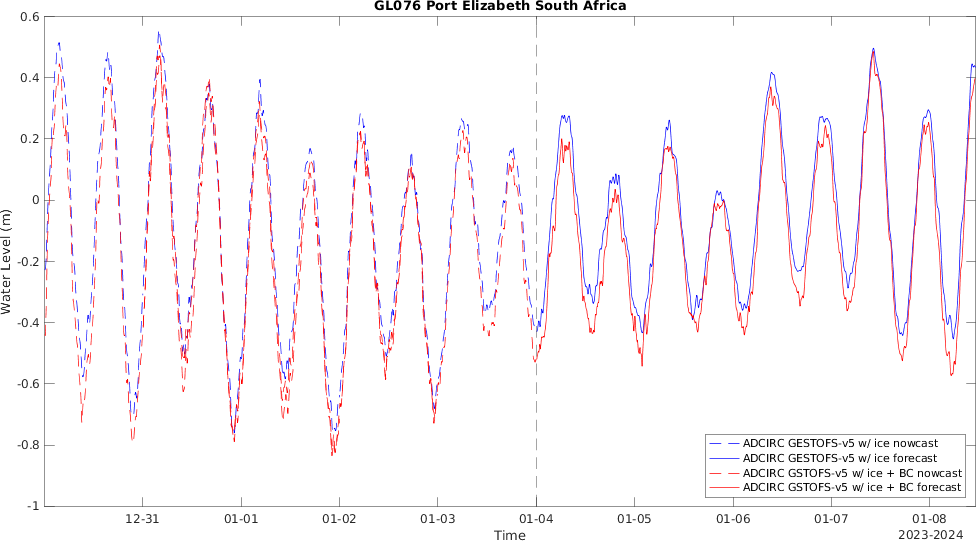 GL076 Port Elizabeth South Africa
0.6
0.4
0.2
0
-0.2
-0.4
-0.6
-0.8
-1
Water Level (m)
ADCIRC GESTOFS-v5 w/ ice nowcast
ADCIRC GESTOFS-v5 w/ ice forecast
ADCIRC GSTOFS-v5 w/ ice + BC nowcast
ADCIRC GSTOFS-v5 w/ ice + BC forecast
12-31 01-01 01-02 01-03 01-04 01-05 01-06 01-07 01-08
Time
2023-2024